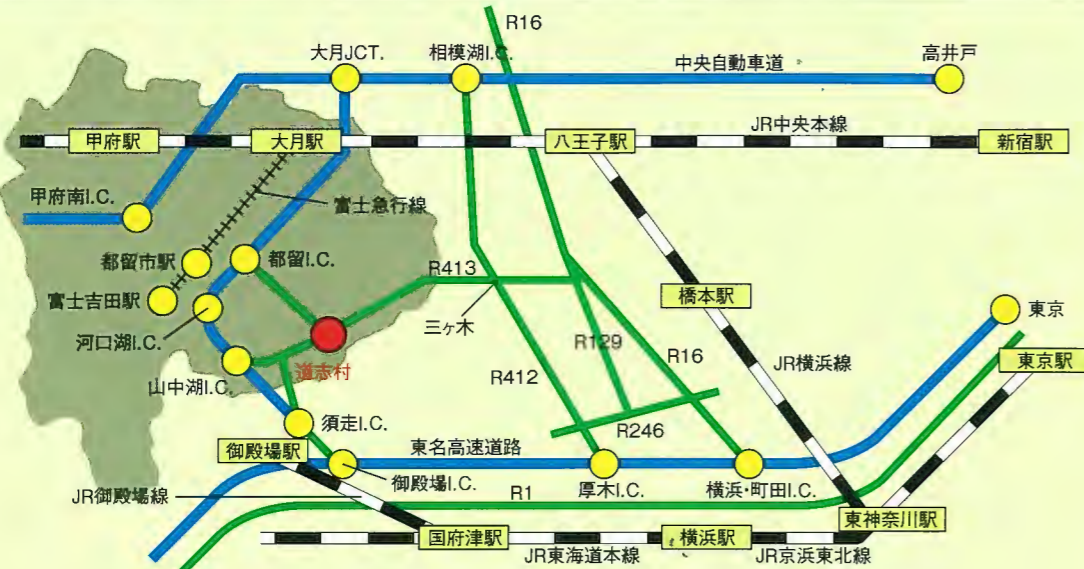 R16
大月JCT.
相模湖I.C.
中央自動車道
高井戸
甲府駅
大月駅
八王子駅
JR中央本線
新宿駅
甲府南I.C.
富士急行線
都留市駅
都留I.C.
R413
富士吉田駅
橋本駅
三ヶ木
東京
河口湖I.C.
R129
道志村
R16
JR横浜線
東京駅
山中湖I.C.
R412
須走I.C.
R246
御殿場駅
東名高速道路
御殿場I.C.
厚木I.C.
横浜・町田I.C.
JR御殿場線
R1
東神奈川駅
国府津駅
横浜駅
JR東海道本線
JR京浜東北線